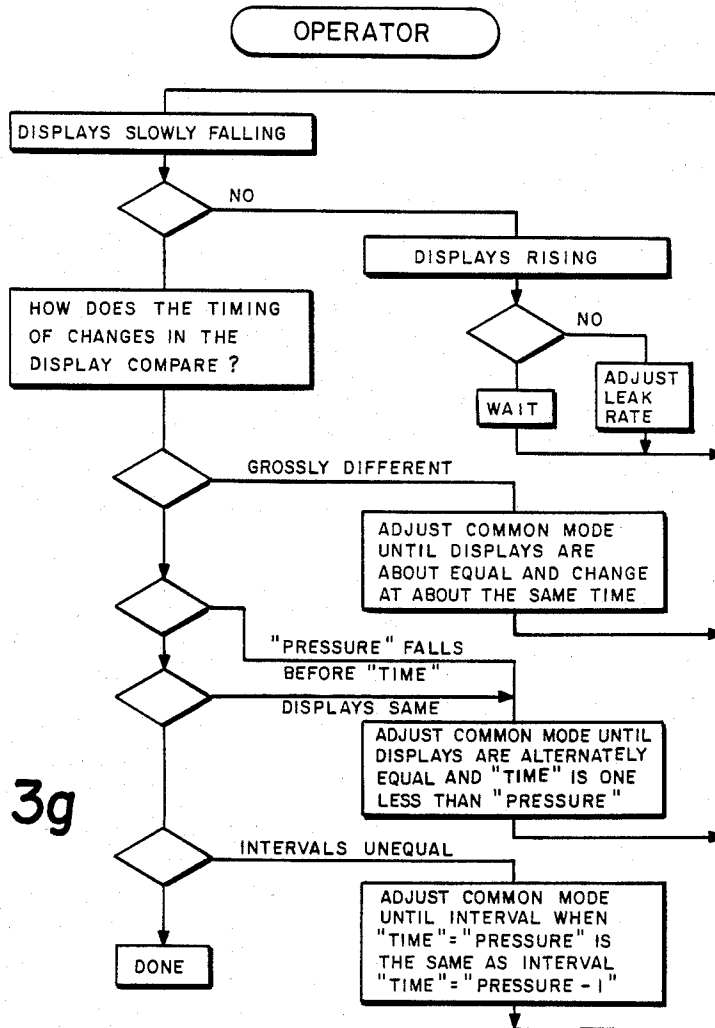 OPERATOR
DISPLAYS SLOWLY FALLING
NO
DISPLAYS RISING
HOW DOES THE TIMING
OF CHANGES IN THE
DISPLAY COMPARE ?
NO
WAIT
ADJUST
LEAK
RATE
GROSSLY DIFFERENT
ADJUST COMMON MODE
UNTIL DISPLAYS ARE
ABOUT EQUAL AND CHANGE
AT ABOUT THE SAME TIME
"PRESSURE" FALLS
BEFORE "TIME"
DISPLAYS SAME
ADJUST COMMON MODE UNTIL
DISPLAYS ARE ALTERNATELY
EQUAL AND "TIME" IS ONE
LESS THAN "PRESSURE"
3g
INTERVALS UNEQUAL
ADJUST COMMON MODE
UNTIL INTERVAL WHEN
"TIME"="PRESSURE" IS
THE SAME AS INTERVAL
"TIME"="PRESSURE - 1"
DONE